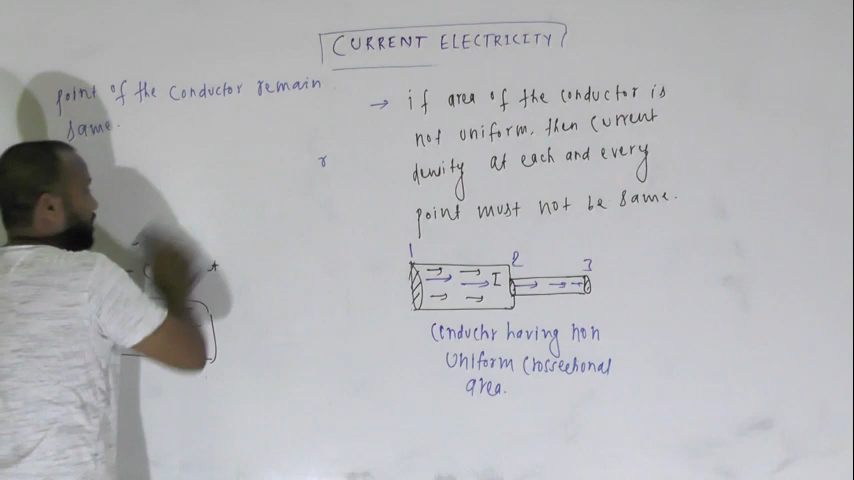 CURRENT ELECTRICITY
point of the conductor remain
same.
r
→ if area of the conductor is
not uniform, then current
density at each and every
point must not be same.
1 2 3
I
Conductr having non
Uniform Crossectional
area.